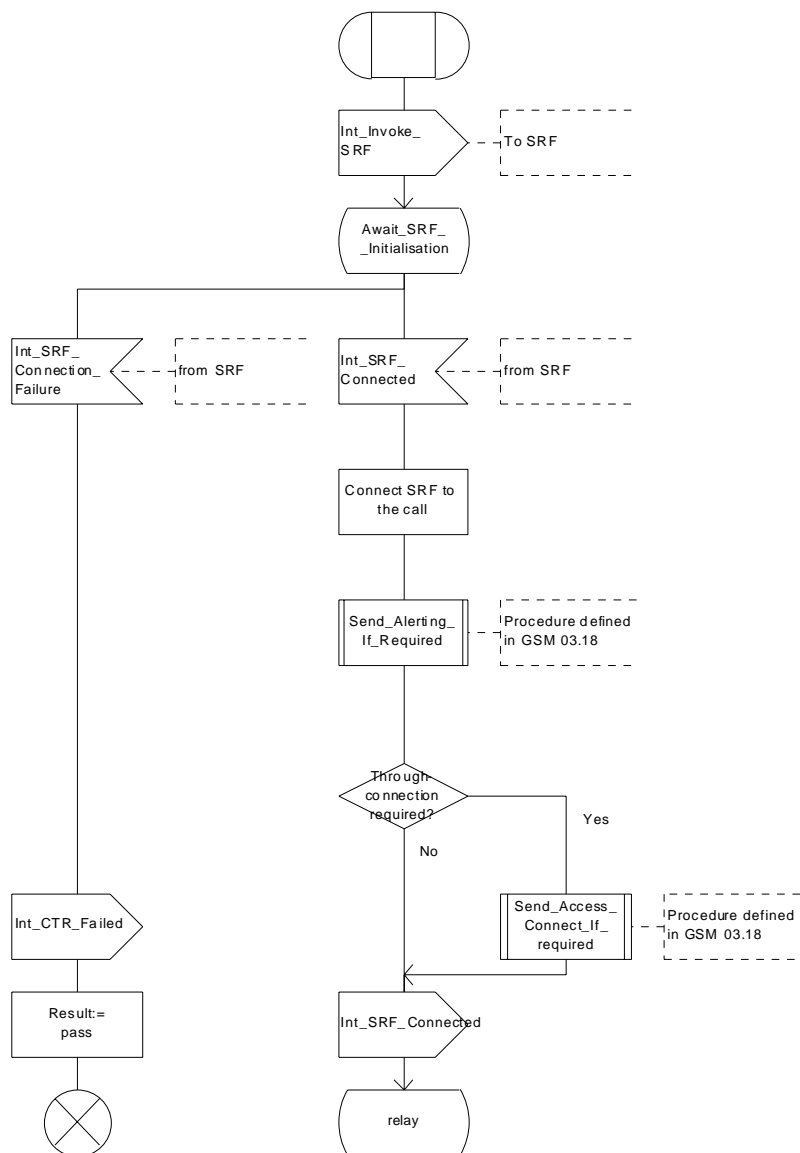 Int_Invoke_
SRF
To SRF
Await_SRF_
_Initialisation
Int_SRF_
Connection_
Failure
from SRF
Int_SRF_
Connected
from SRF
Connect SRF to
the call
Send_Alerting_
If_Required
Procedure defined
in GSM 03.18
Through-
connection
required?
Yes
No
Int_CTR_Failed
Send_Access_
Connect_If_
required
Procedure defined
in GSM 03.18
Result:=
pass
Int_SRF_Connected
relay